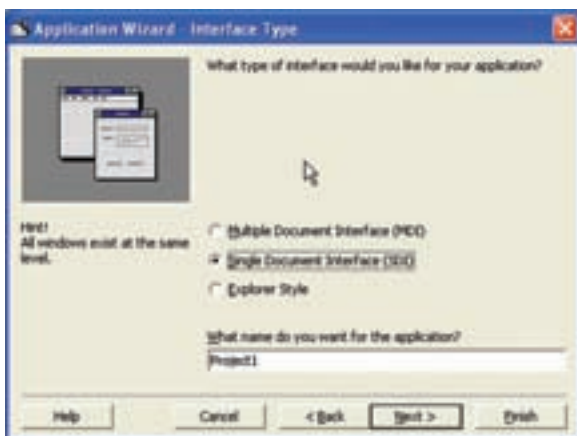 Application Wizard - Interface Type
What type of interface would you like for your application?
Hint!
All windows exist at the same
level.
Multiple Document Interface (MDI)
Single Document Interface (SDI)
Explorer Style
What name do you want for the application?
Project1
Help
Cancel
< Back
Next >
Finish